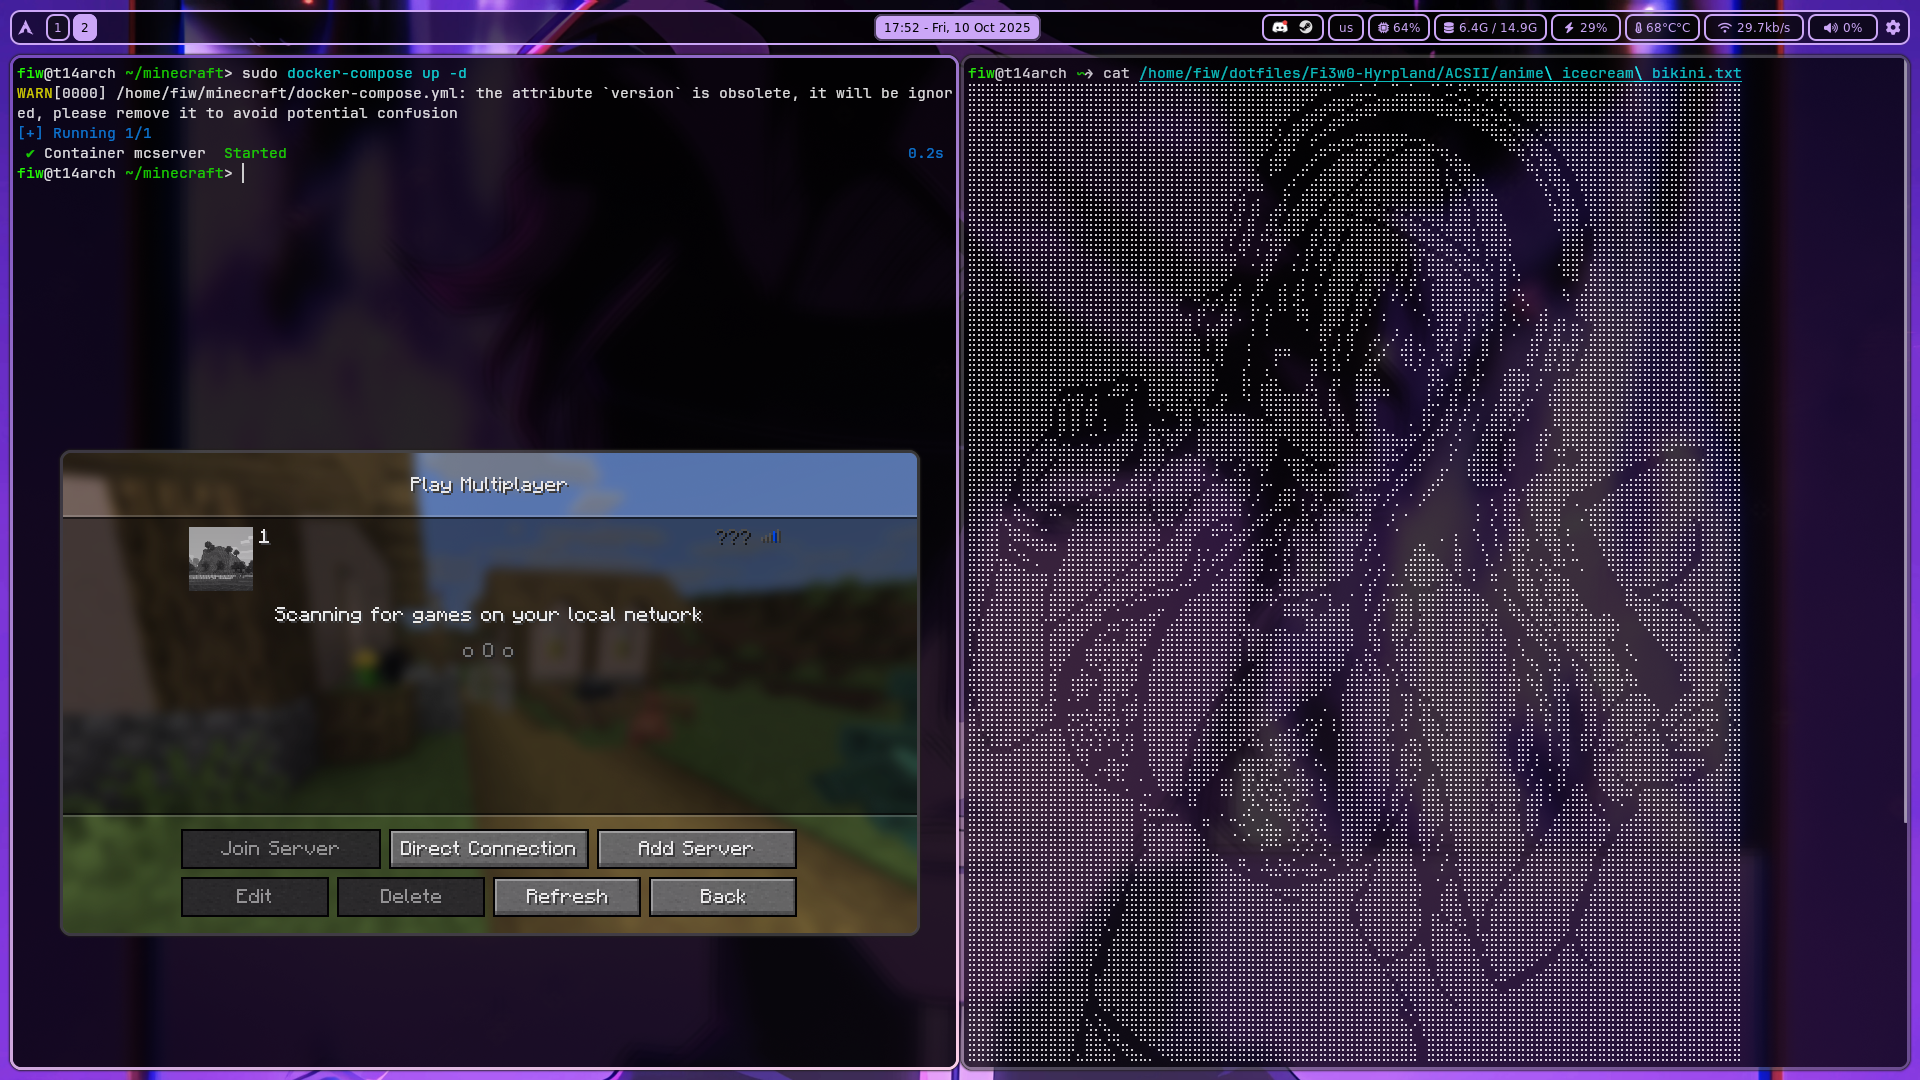 1 2
17:52 - Fri, 10 Oct 2025
us 64% 6.4G / 14.9G 29% 68°C°C 29.7kb/s 0%
fiw@t14arch ~/minecraft> sudo docker-compose up -d
WARN[0000] /home/fiw/minecraft/docker-compose.yml: the attribute `version` is obsolete, it will be ignor
ed, please remove it to avoid potential confusion
[+] Running 1/1
✔ Container mcserver Started 0.2s
fiw@t14arch ~/minecraft>
Play Multiplayer
1 ???
Scanning for games on your local network
o O o
Join Server Direct Connection Add Server
Edit Delete Refresh Back
fiw@t14arch ~> cat /home/fiw/dotfiles/Fi3w0-Hyrpland/ACSII/anime\ icecream\ bikini.txt